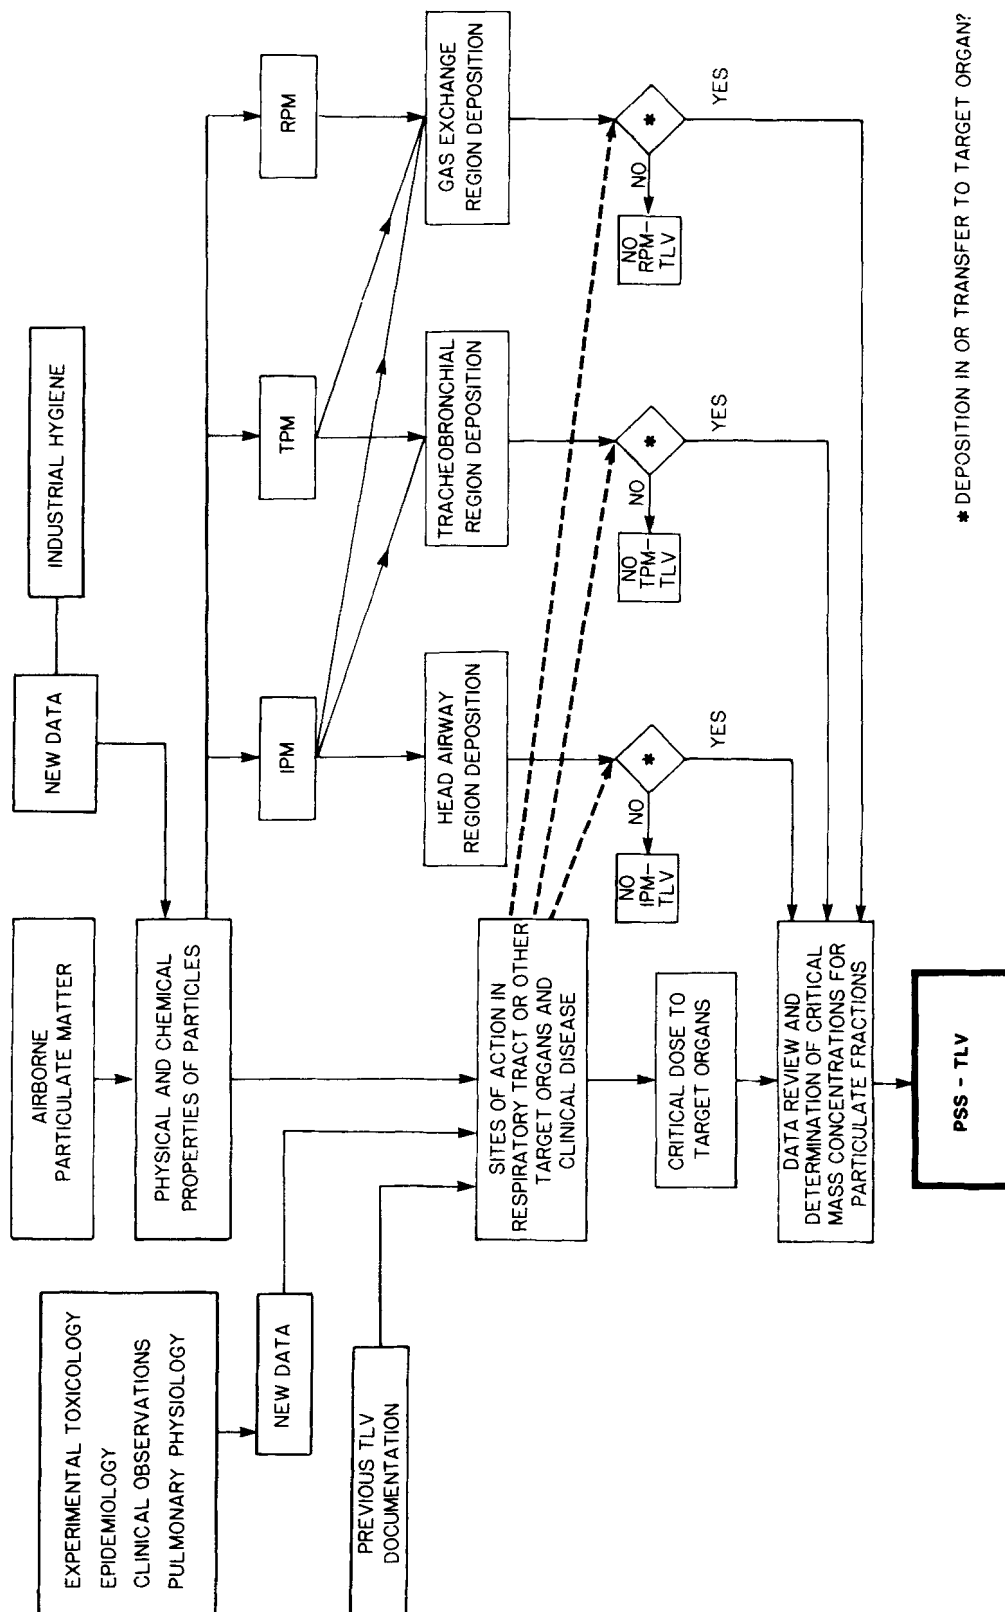 EXPERIMENTAL TOXICOLOGY
EPIDEMIOLOGY
CLINICAL OBSERVATIONS
PULMONARY PHYSIOLOGY
NEW DATA
PREVIOUS TLV
DOCUMENTATION
AIRBORNE
PARTICULATE MATTER
PHYSICAL AND CHEMICAL
PROPERTIES OF PARTICLES
NEW DATA
INDUSTRIAL HYGIENE
IPM
TPM
RPM
HEAD AIRWAY
REGION DEPOSITION
TRACHEOBRONCHIAL
REGION DEPOSITION
GAS EXCHANGE
REGION DEPOSITION
SITES OF ACTION IN
RESPIRATORY TRACT OR OTHER
TARGET ORGANS AND
CLINICAL DISEASE
*
NO
YES
NO
IPM-
TLV
*
NO
YES
NO
TPM-
TLV
*
NO
YES
NO
RPM-
TLV
CRITICAL DOSE TO
TARGET ORGANS
DATA REVIEW AND
DETERMINATION OF CRITICAL
MASS CONCENTRATIONS FOR
PARTICULATE FRACTIONS
PSS - TLV
* DEPOSITION IN OR TRANSFER TO TARGET ORGAN?